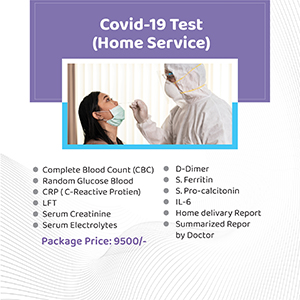 Covid-19 Test
(Home Service)
Complete Blood Count (CBC)
Random Glucose Blood
CRP ( C-Reactive Protien)
LFT
Serum Creatinine
Serum Electrolytes
D-Dimer
S. Ferritin
S. Pro-calcitonin
IL-6
Home delivary Report
Summarized Repor
by Doctor
Package Price: 9500/-